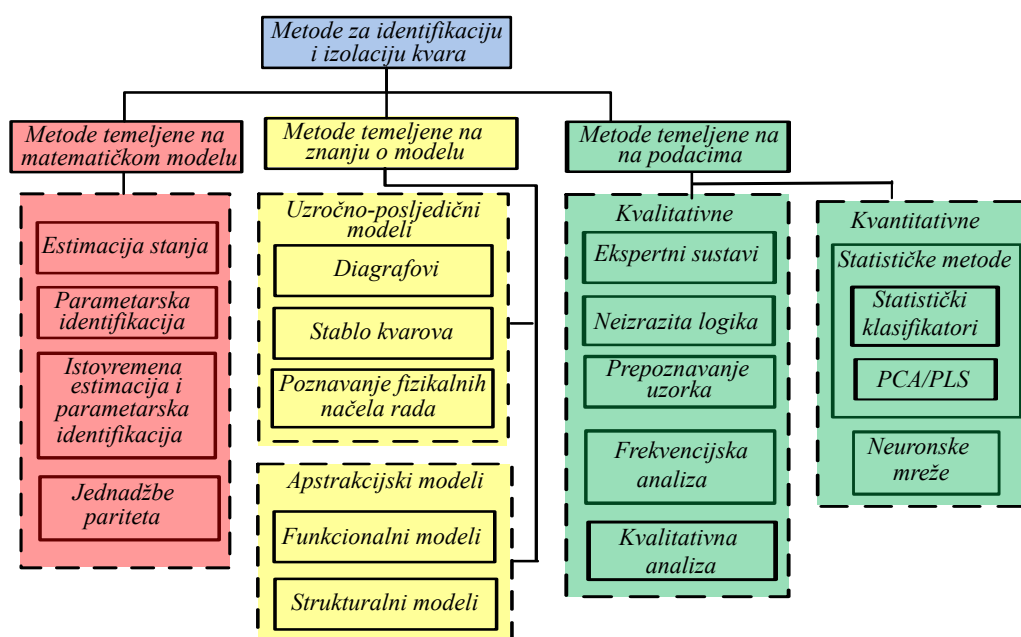 Metode za identifikaciju
i izolaciju kvara
Metode temeljene na
matematičkom modelu
Estimacija stanja
Parametarska
identifikacija
Istovremena
estimacija i
parametarska
identifikacija
Jednadžbe
pariteta
Metode temeljene na
znanju o modelu
Uzročno-posljedični
modeli
Diagrafovi
Stablo kvarova
Poznavanje fizikalnih
načela rada
Apstrakcijski modeli
Funkcionalni modeli
Strukturalni modeli
Metode temeljene na
na podacima
Kvalitativne
Ekspertni sustavi
Neizrazita logika
Prepoznavanje
uzorka
Frekvencijska
analiza
Kvalitativna
analiza
Kvantitativne
Statističke metode
Statistički
klasifikatori
PCA/PLS
Neuronske
mreže